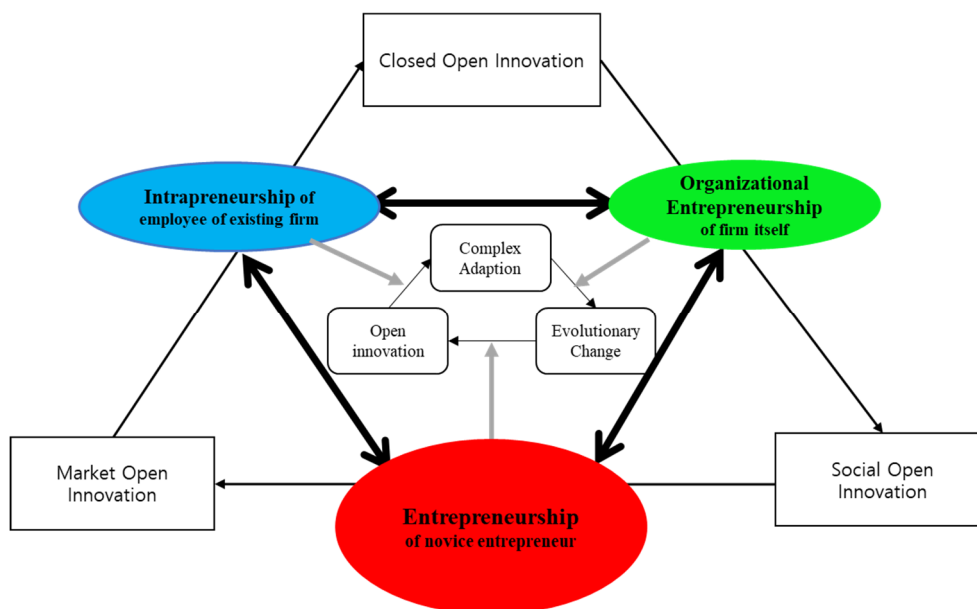 Closed Open Innovation
Intrapreneurship of
employee of existing firm
Organizational
Entrepreneurship
of firm itself
Complex
Adaption
Open
innovation
Evolutionary
Change
Market Open
Innovation
Social Open
Innovation
Entrepreneurship
of novice entrepreneur